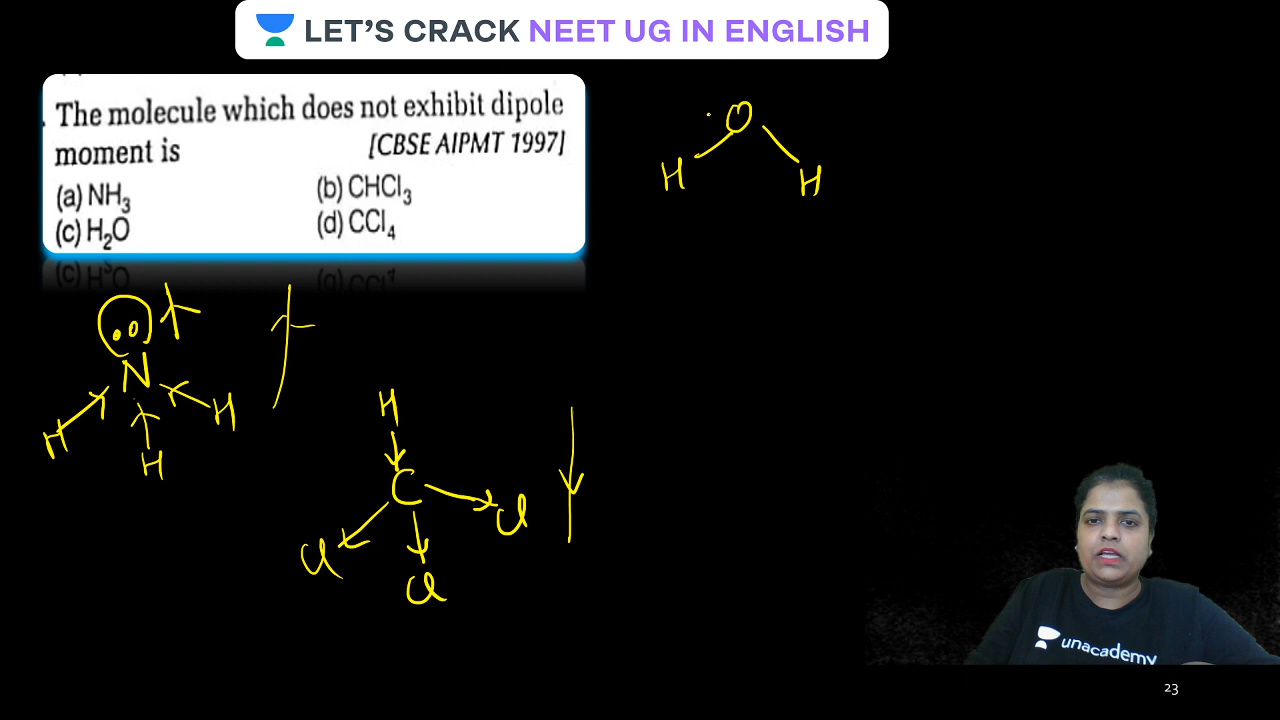 LET'S CRACK NEET UG IN ENGLISH
. The molecule which does not exhibit dipole
moment is [CBSE AIPMT 1997]
(a) NH₃ (b) CHCl₃
(c) H₂O (d) CCl₄
O
H H
N
H H
H
H
C
Cl Cl
Cl
unacademy
23